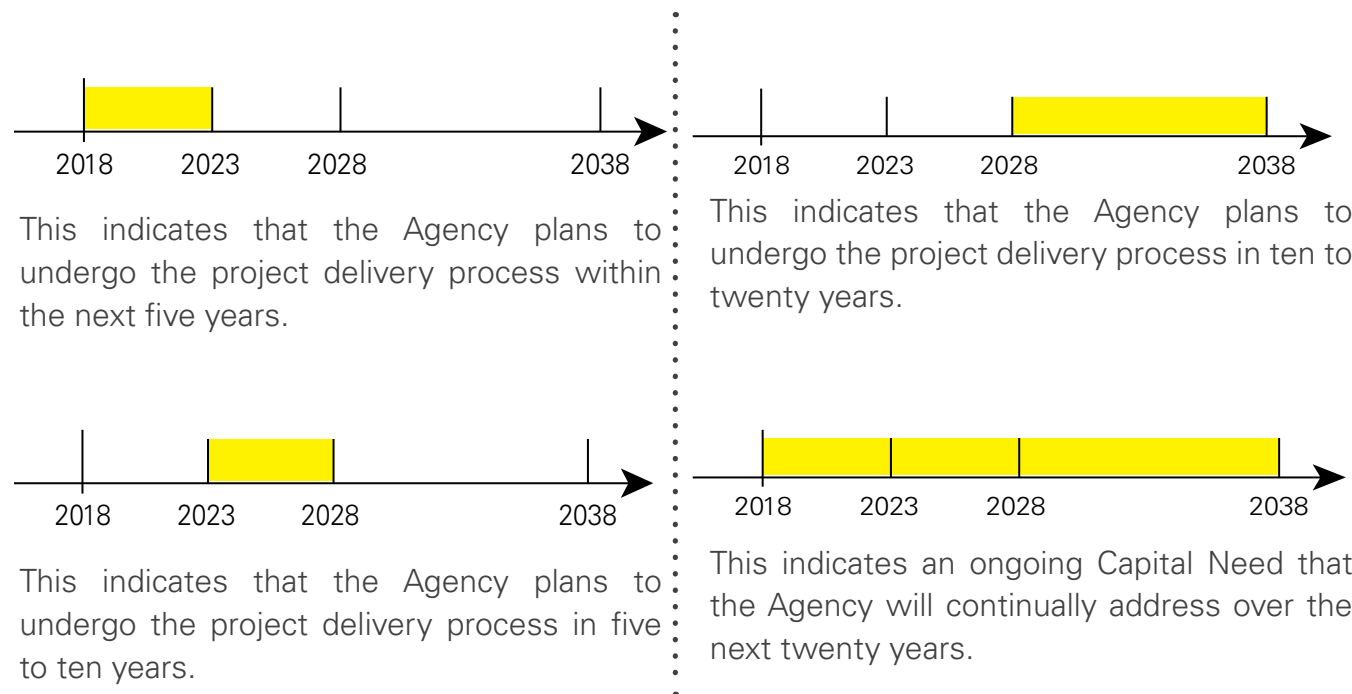 2018 2023 2028 2038
This indicates that the Agency plans to
undergo the project delivery process within
the next five years.
2018 2023 2028 2038
This indicates that the Agency plans to
undergo the project delivery process in five
to ten years.
2018 2023 2028 2038
This indicates that the Agency plans to
undergo the project delivery process in ten to
twenty years.
2018 2023 2028 2038
This indicates an ongoing Capital Need that
the Agency will continually address over the
next twenty years.